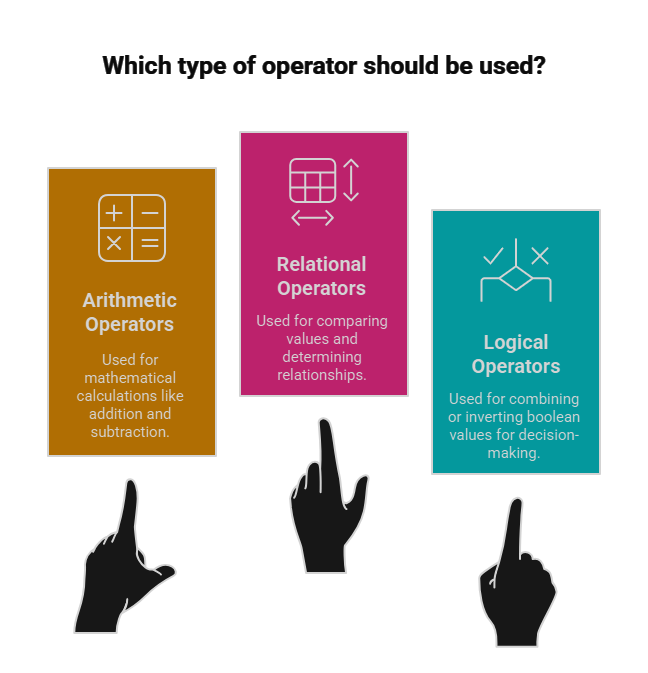 Which type of operator should be used?
Arithmetic
Operators
Used for
mathematical
calculations like
addition and
subtraction.
Relational
Operators
Used for comparing
values and
determining
relationships.
Logical
Operators
Used for combining
or inverting boolean
values for decision-
making.